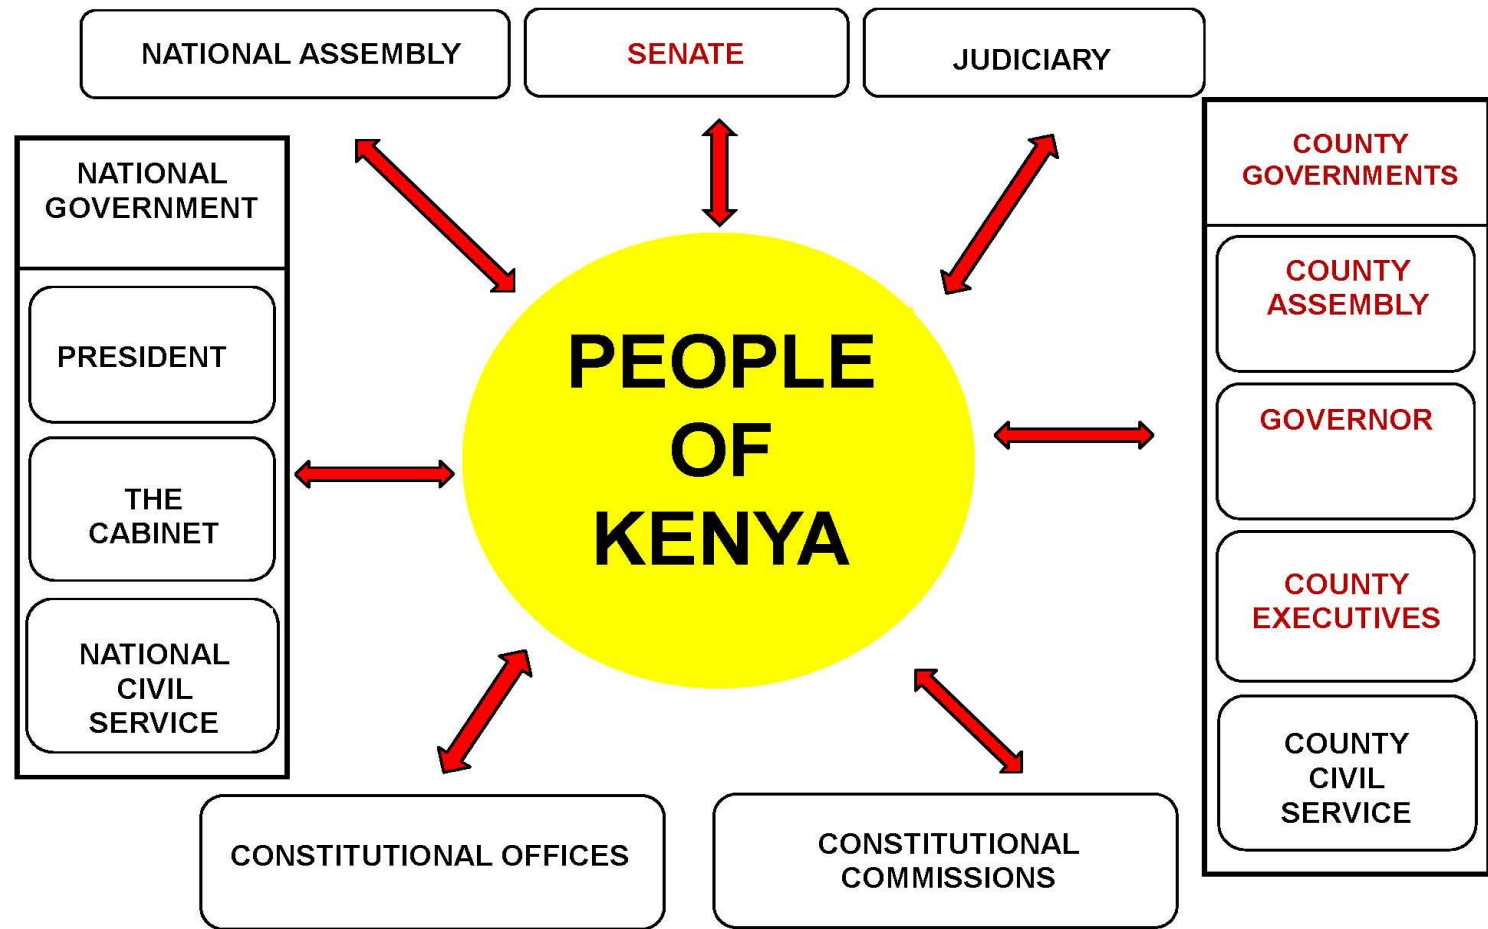 NATIONAL ASSEMBLY
SENATE
JUDICIARY
NATIONAL
GOVERNMENT
PRESIDENT
THE
CABINET
NATIONAL
CIVIL
SERVICE
PEOPLE
OF
KENYA
COUNTY
GOVERNMENTS
COUNTY
ASSEMBLY
GOVERNOR
COUNTY
EXECUTIVES
COUNTY
CIVIL
SERVICE
CONSTITUTIONAL OFFICES
CONSTITUTIONAL
COMMISSIONS